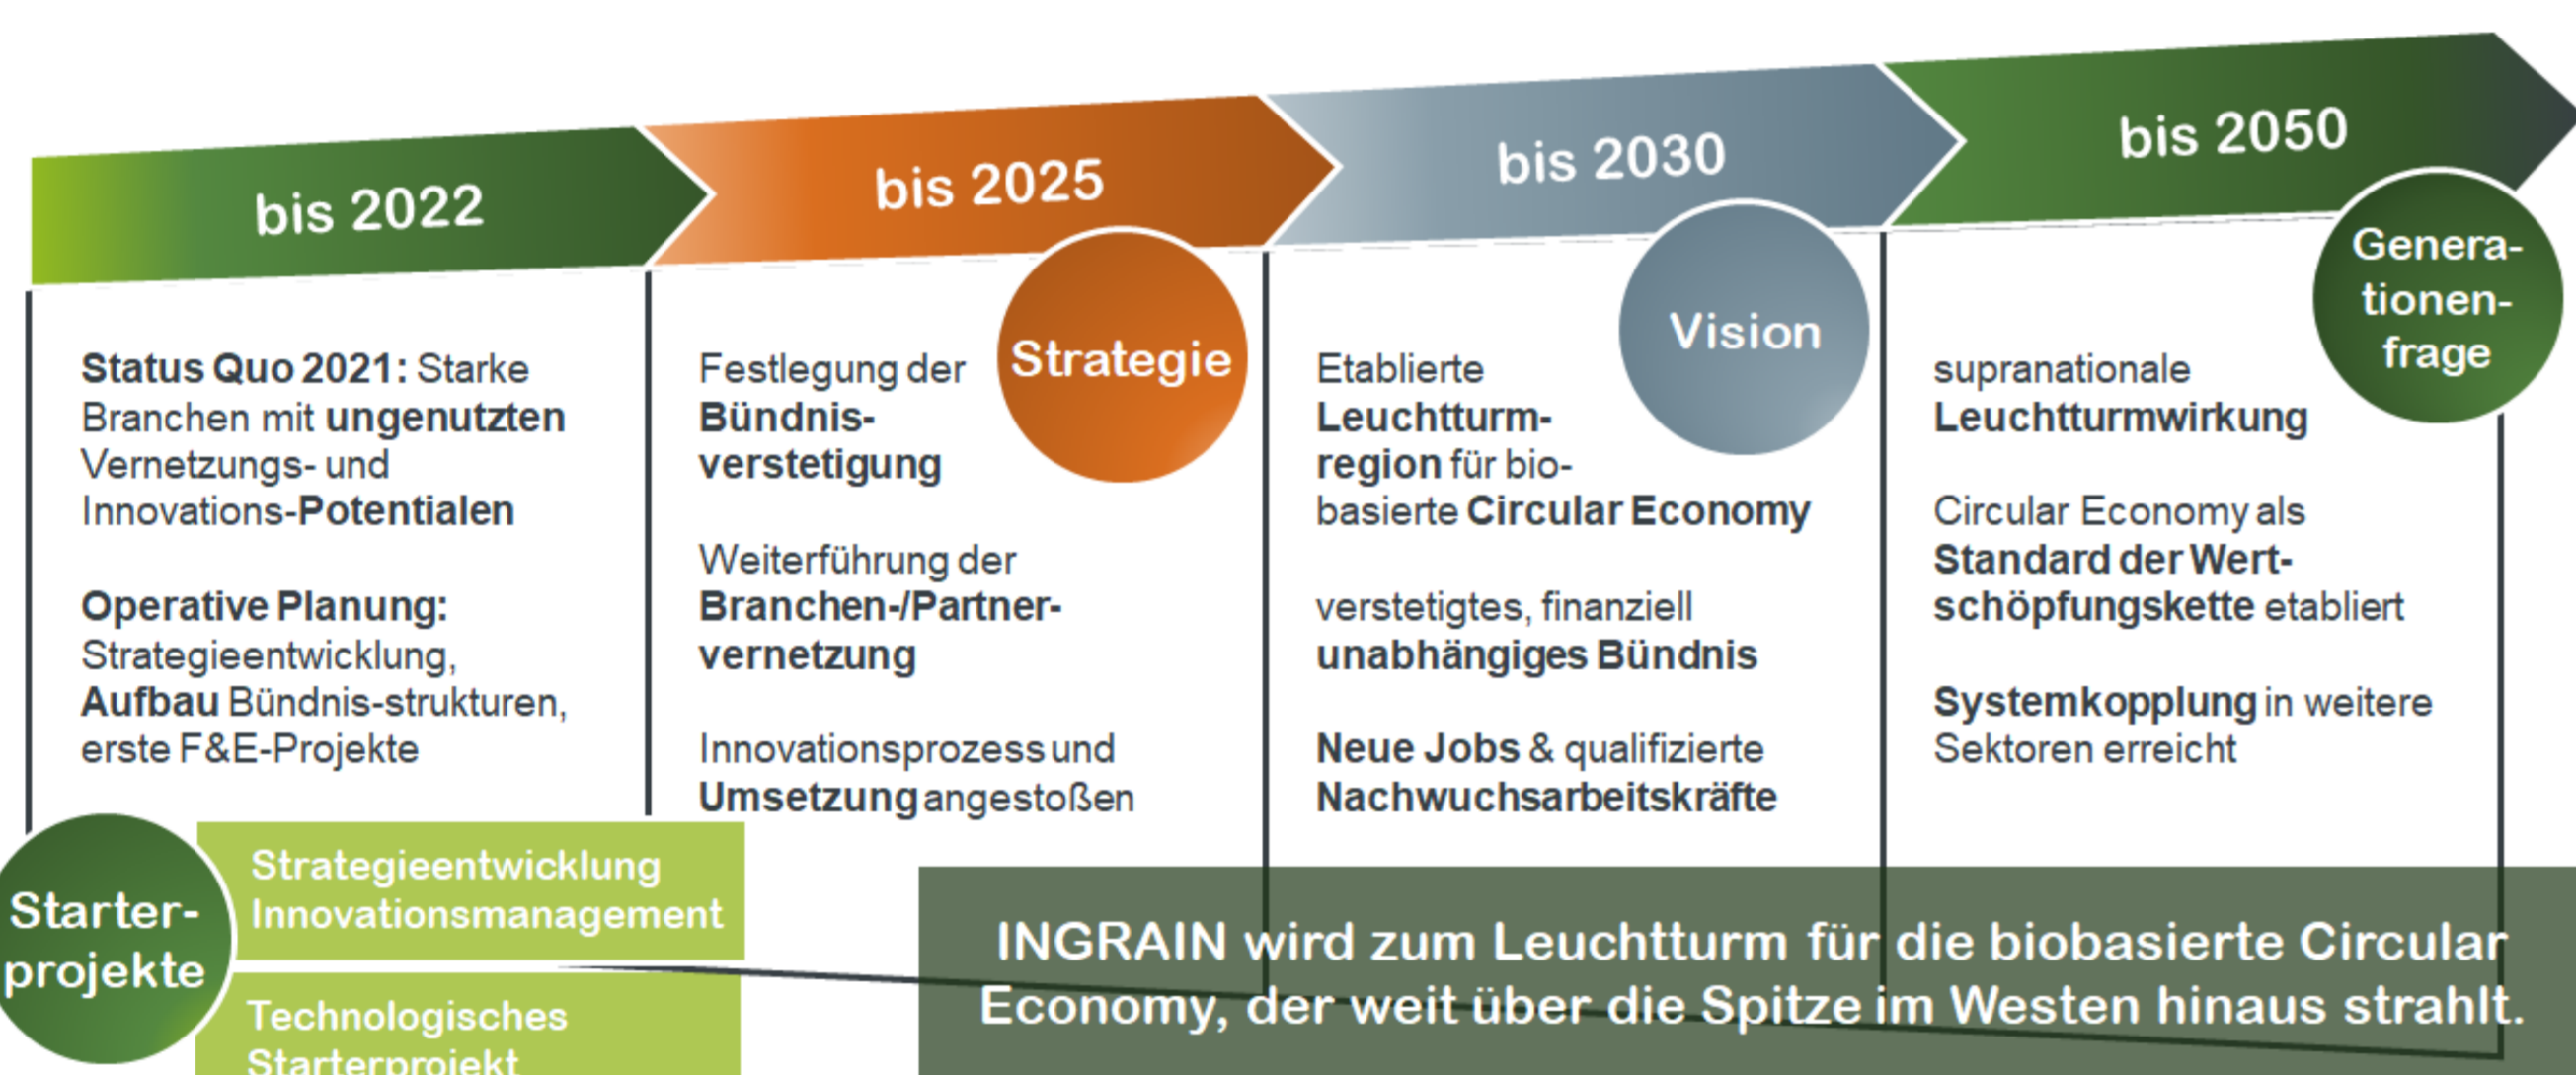 bis 2022
bis 2025
bis 2030
bis 2050
Status Quo 2021: Starke
Branchen mit ungenutzten
Vernetzungs- und
Innovations-Potentialen
Operative Planung:
Strategieentwicklung,
Aufbau Bündnis-strukturen,
erste F&E-Projekte
Starter-
projekte
Strategieentwicklung
Innovationsmanagement
Technologisches
Starterprojekt
Strategie
Festlegung der
Bündnis-
verstetigung
Weiterführung der
Branchen-/Partner-
vernetzung
Innovationsprozess und
Umsetzung angestoßen
Vision
Etablierte
Leuchtturm-
region für bio-
basierte Circular Economy
verstetigtes, finanziell
unabhängiges Bündnis
Neue Jobs & qualifizierte
Nachwuchsarbeitskräfte
Genera-
tionen-
frage
supranationale
Leuchtturmwirkung
Circular Economy als
Standard der Wert-
schöpfungskette etabliert
Systemkopplung in weitere
Sektoren erreicht
INGRAIN wird zum Leuchtturm für die biobasierte Circular
Economy, der weit über die Spitze im Westen hinaus strahlt.